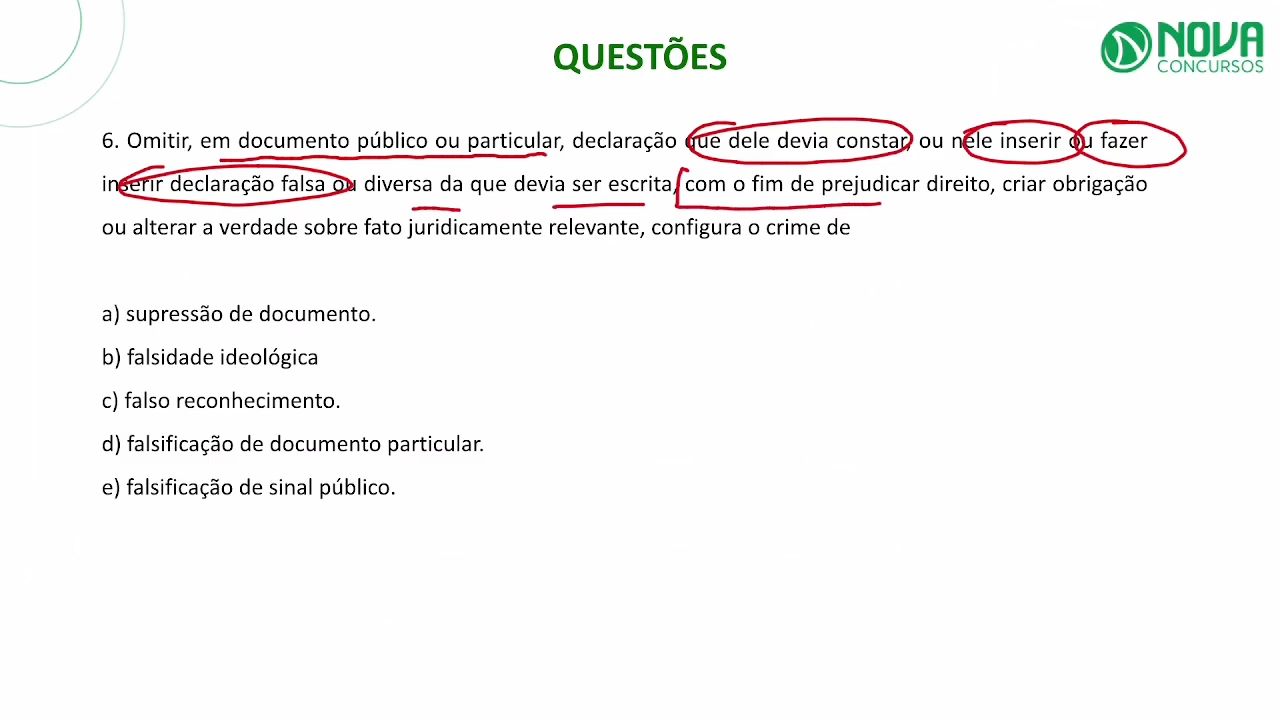 QUESTÕES
NOVA
CONCURSOS
6. Omitir, em documento público ou particular, declaração que dele devia constar, ou nele inserir ou fazer
inserir declaração falsa ou diversa da que devia ser escrita, com o fim de prejudicar direito, criar obrigação
ou alterar a verdade sobre fato juridicamente relevante, configura o crime de
a) supressão de documento.
b) falsidade ideológica
c) falso reconhecimento.
d) falsificação de documento particular.
e) falsificação de sinal público.